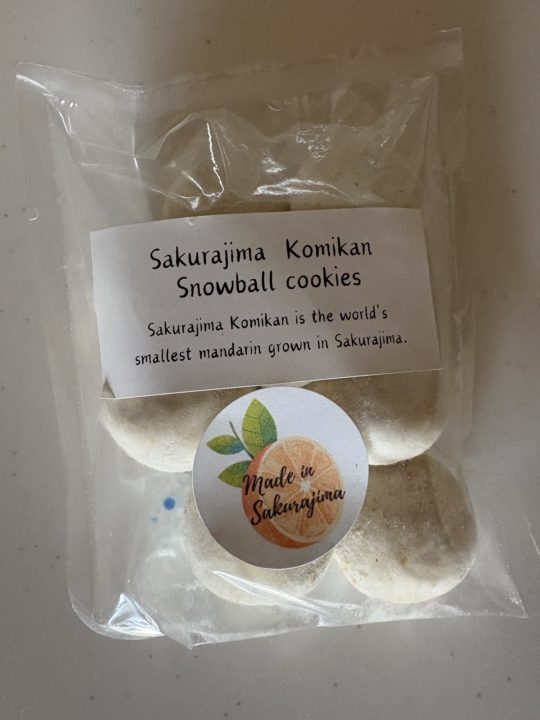 Sakurajima Komikan
Snowball cookies
Sakurajima Komikan is the world's
smallest mandarin grown in Sakurajima.
Made in
Sakurajima